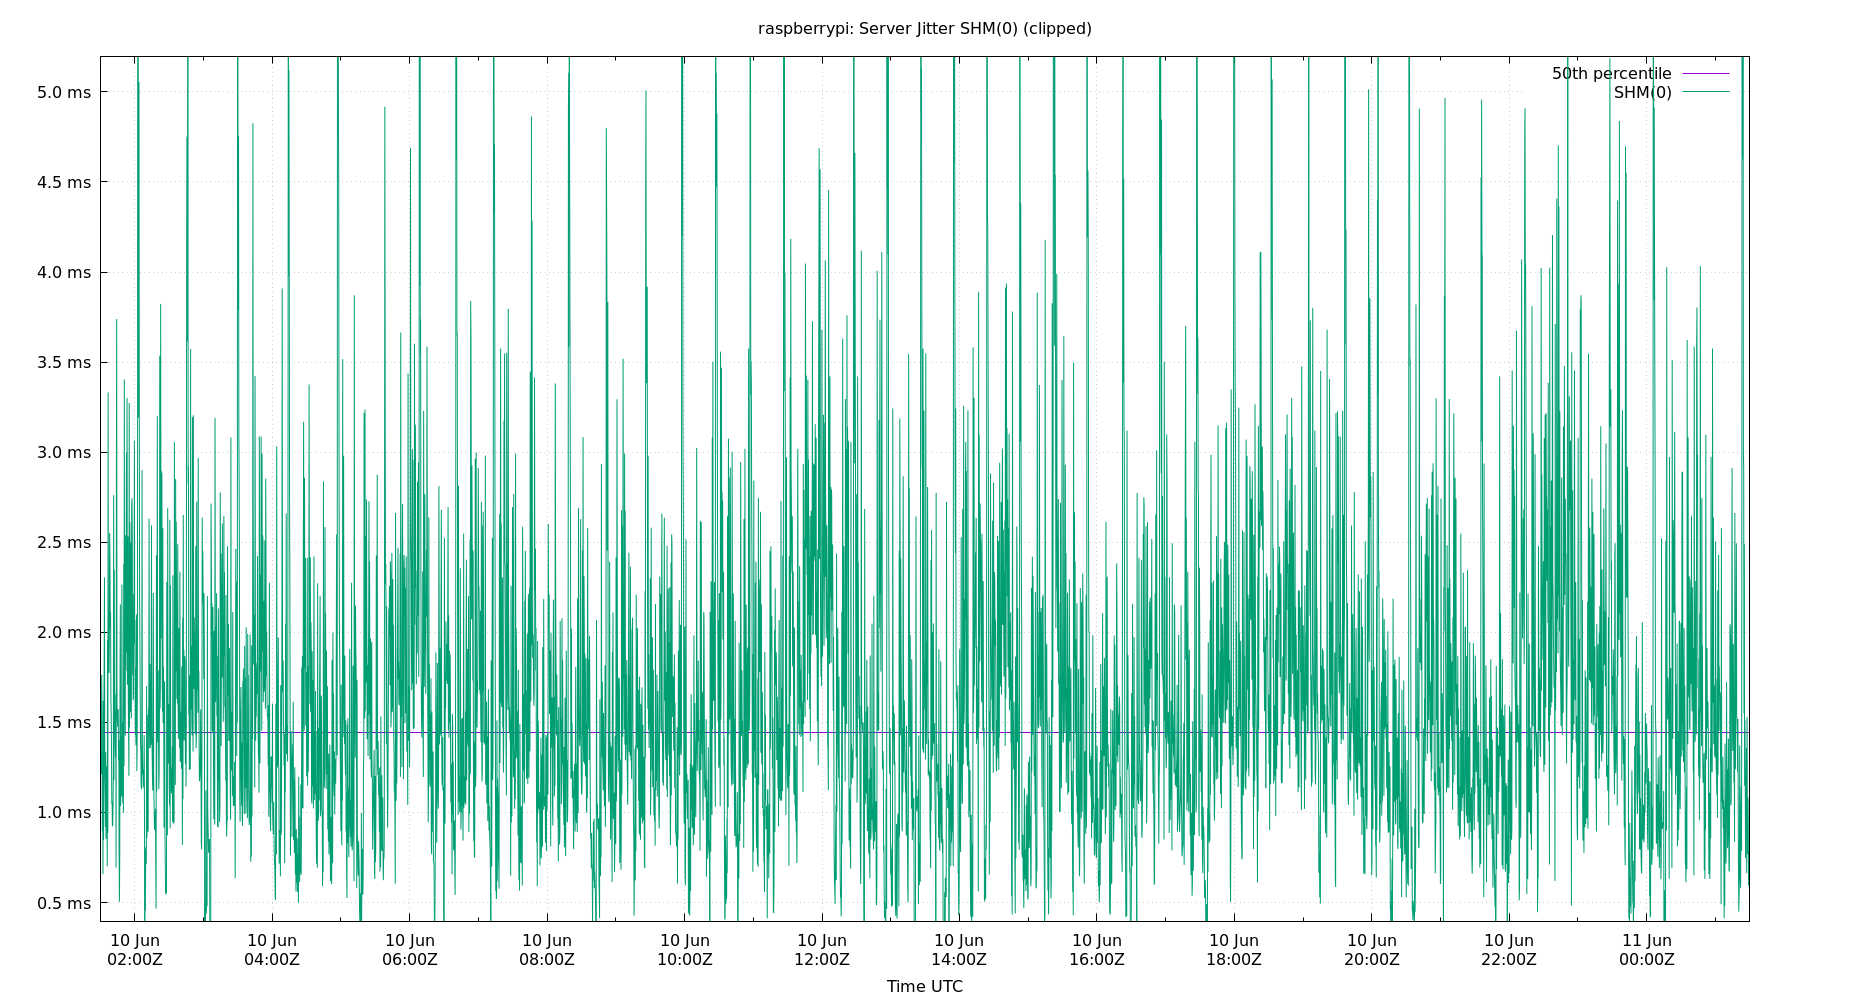 raspberrypi: Server Jitter SHM(0) (clipped)
50th percentile
SHM(0)
5.0 ms
4.5 ms
4.0 ms
3.5 ms
3.0 ms
2.5 ms
2.0 ms
1.5 ms
1.0 ms
0.5 ms
10 Jun 10 Jun 10 Jun 10 Jun 10 Jun 10 Jun 10 Jun 10 Jun 10 Jun 10 Jun 10 Jun 11 Jun
02:00Z 04:00Z 06:00Z 08:00Z 10:00Z 12:00Z 14:00Z 16:00Z 18:00Z 20:00Z 22:00Z 00:00Z
Time UTC